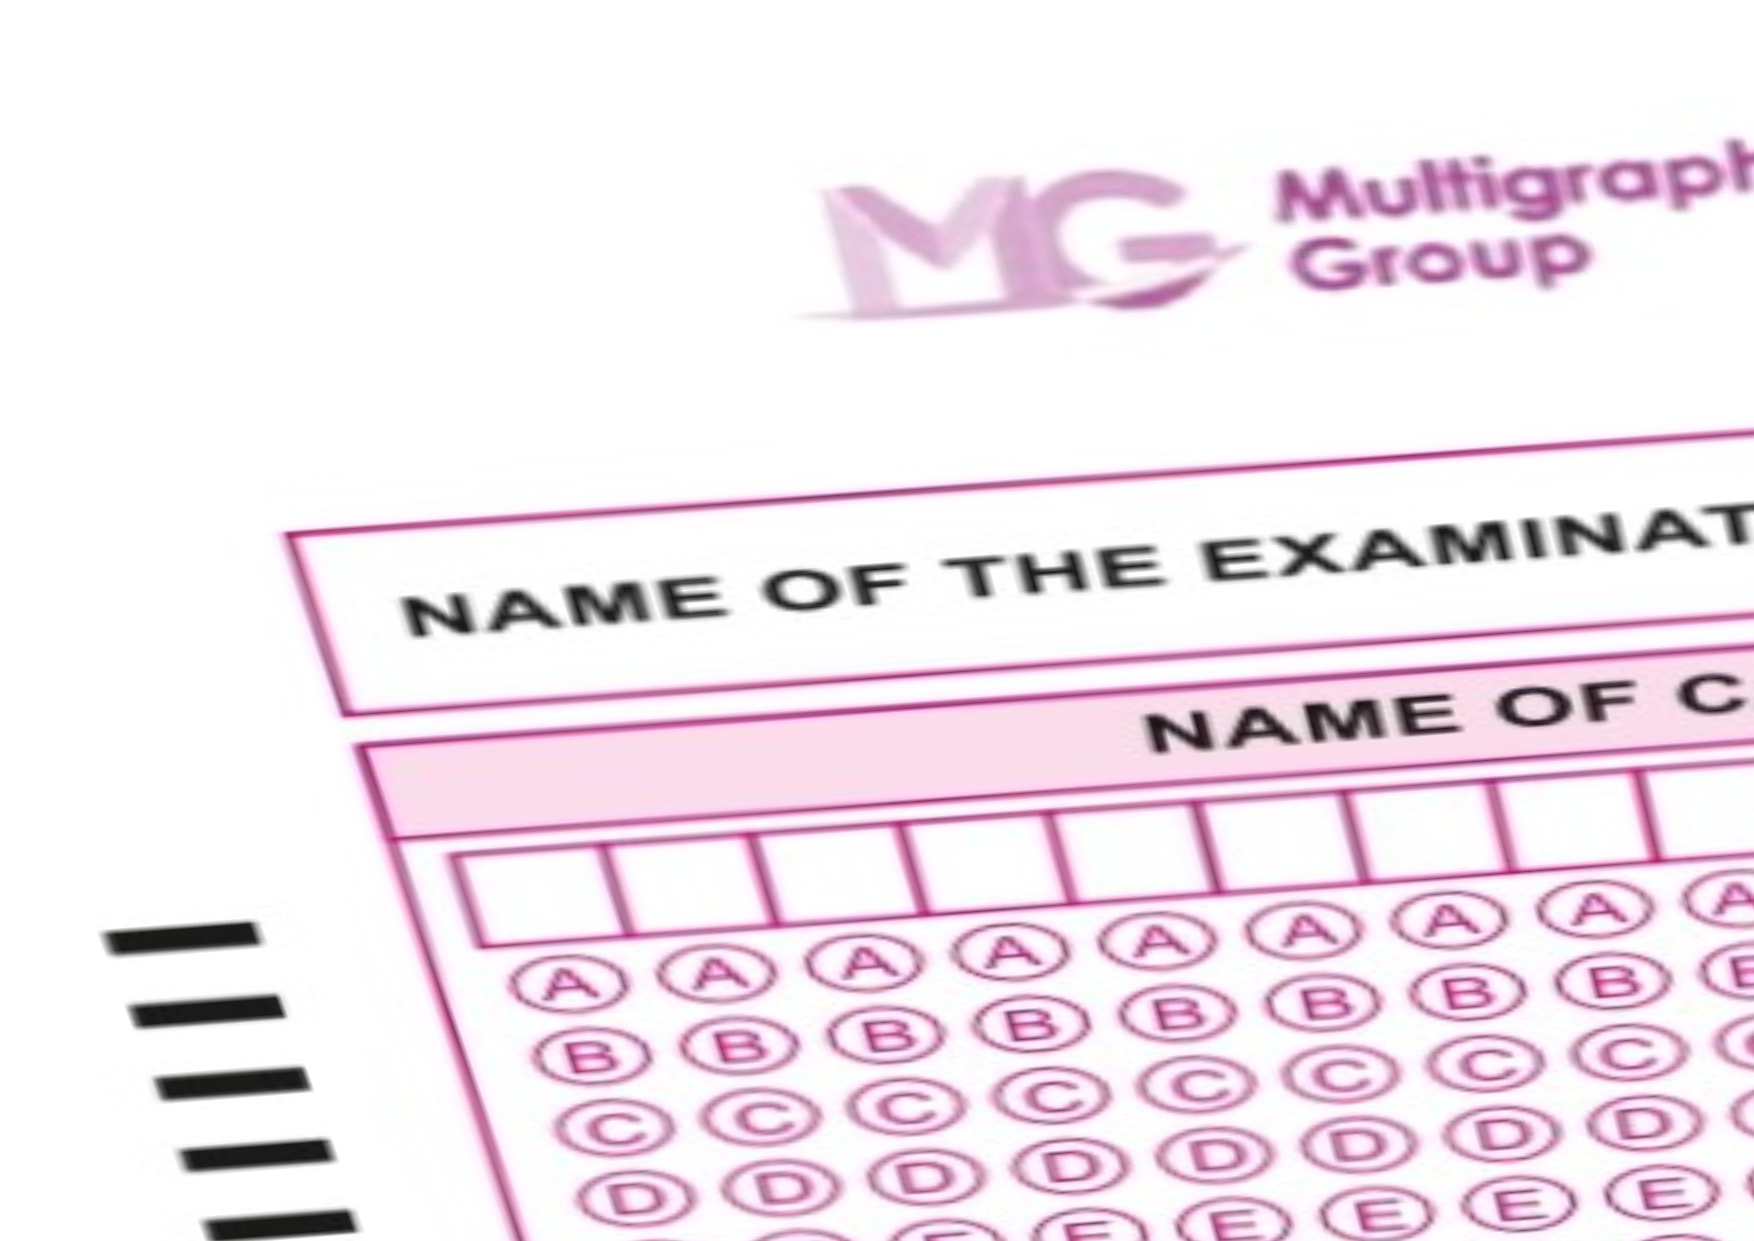 MG Multigraph
Group
NAME OF THE EXAMINAT
NAME OF C
A A A A A A A A A
B B B B B B B B B
C C C C C C C C
D D D D D D D D
E E E E E E